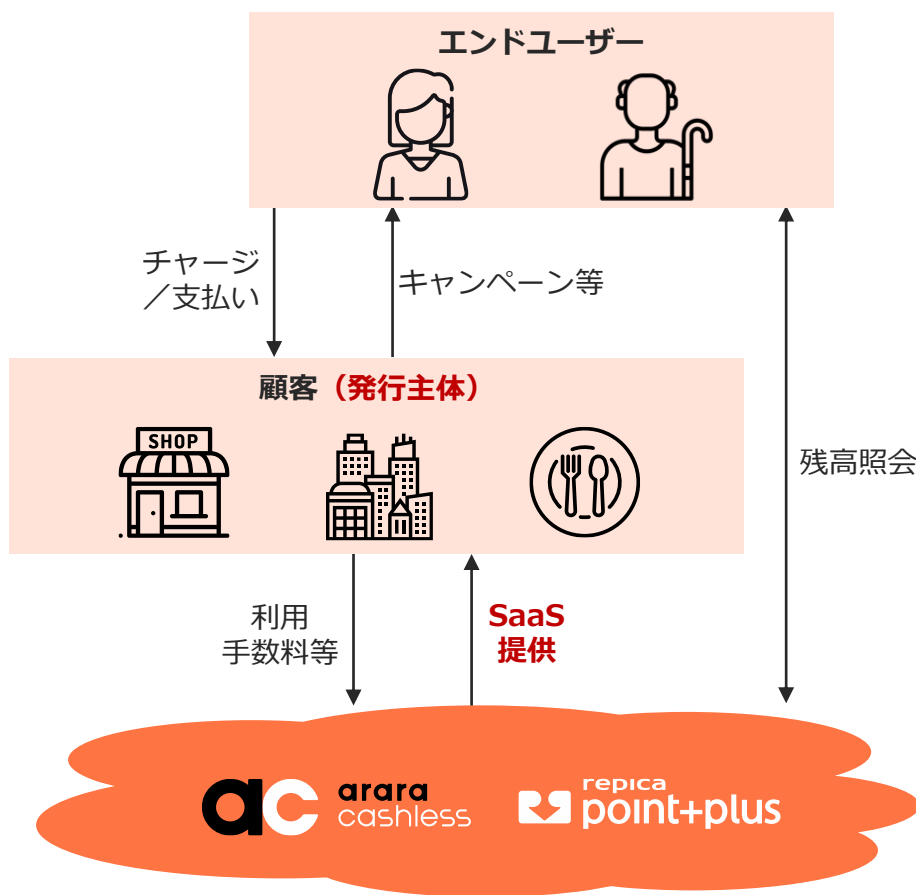 エンドユーザー
チャージ
／支払い
キャンペーン等
顧客（発行主体）
SHOP
残高照会
利用
手数料等
SaaS
提供
ac
arara
cashless
repica
point+plus